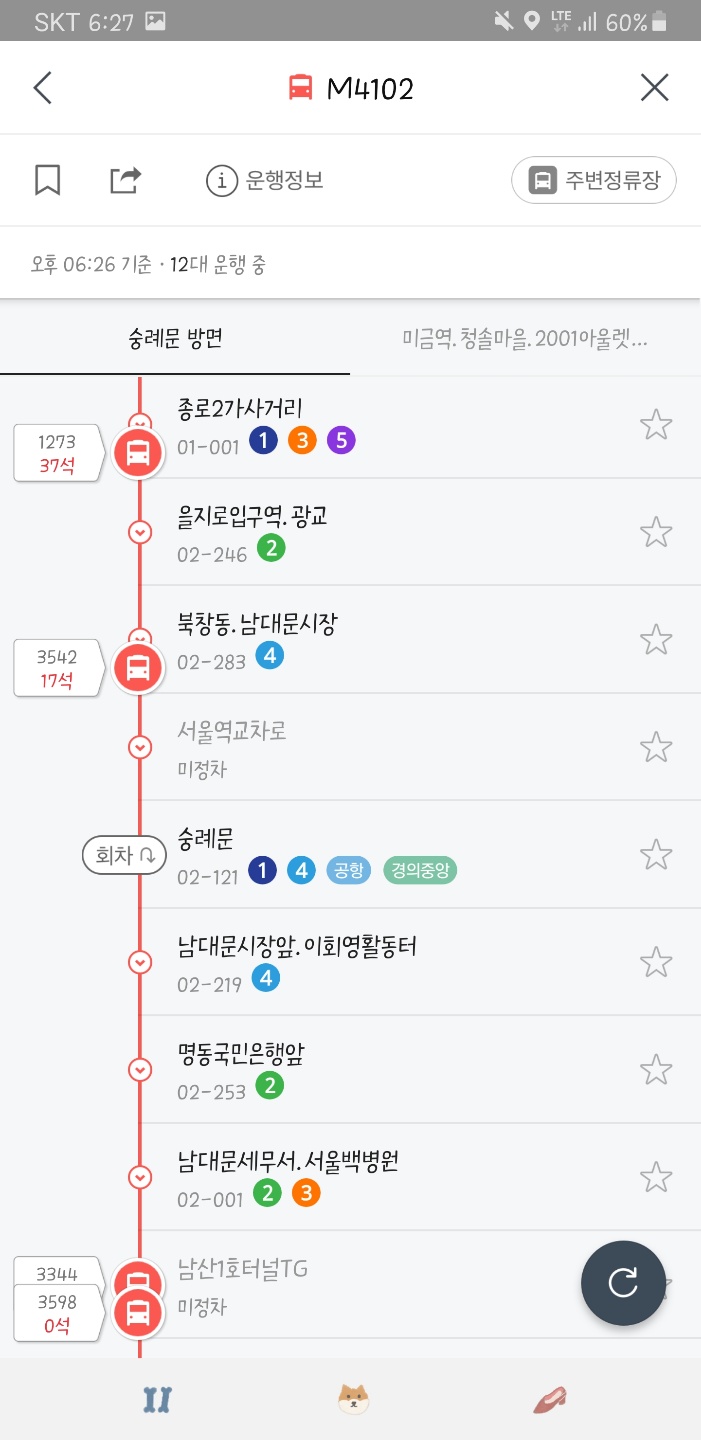 SKT 6:27 LTE 60%
M4102
운행정보 주변정류장
오후 06:26 기준 · 12대 운행 중
숭례문 방면 미금역.청솔마을.2001아울렛...
종로2가사거리
1273
37석
01-001 1 3 5
을지로입구역.광교
02-246 2
북창동.남대문시장
3542
17석
02-283 4
서울역교차로
미정차
숭례문
회차
02-121 1 4 공항 경의중앙
남대문시장앞.이회영활동터
02-219 4
명동국민은행앞
02-253 2
남대문세무서.서울백병원
02-001 2 3
남산1호터널TG
3344
3598
0석
미정차